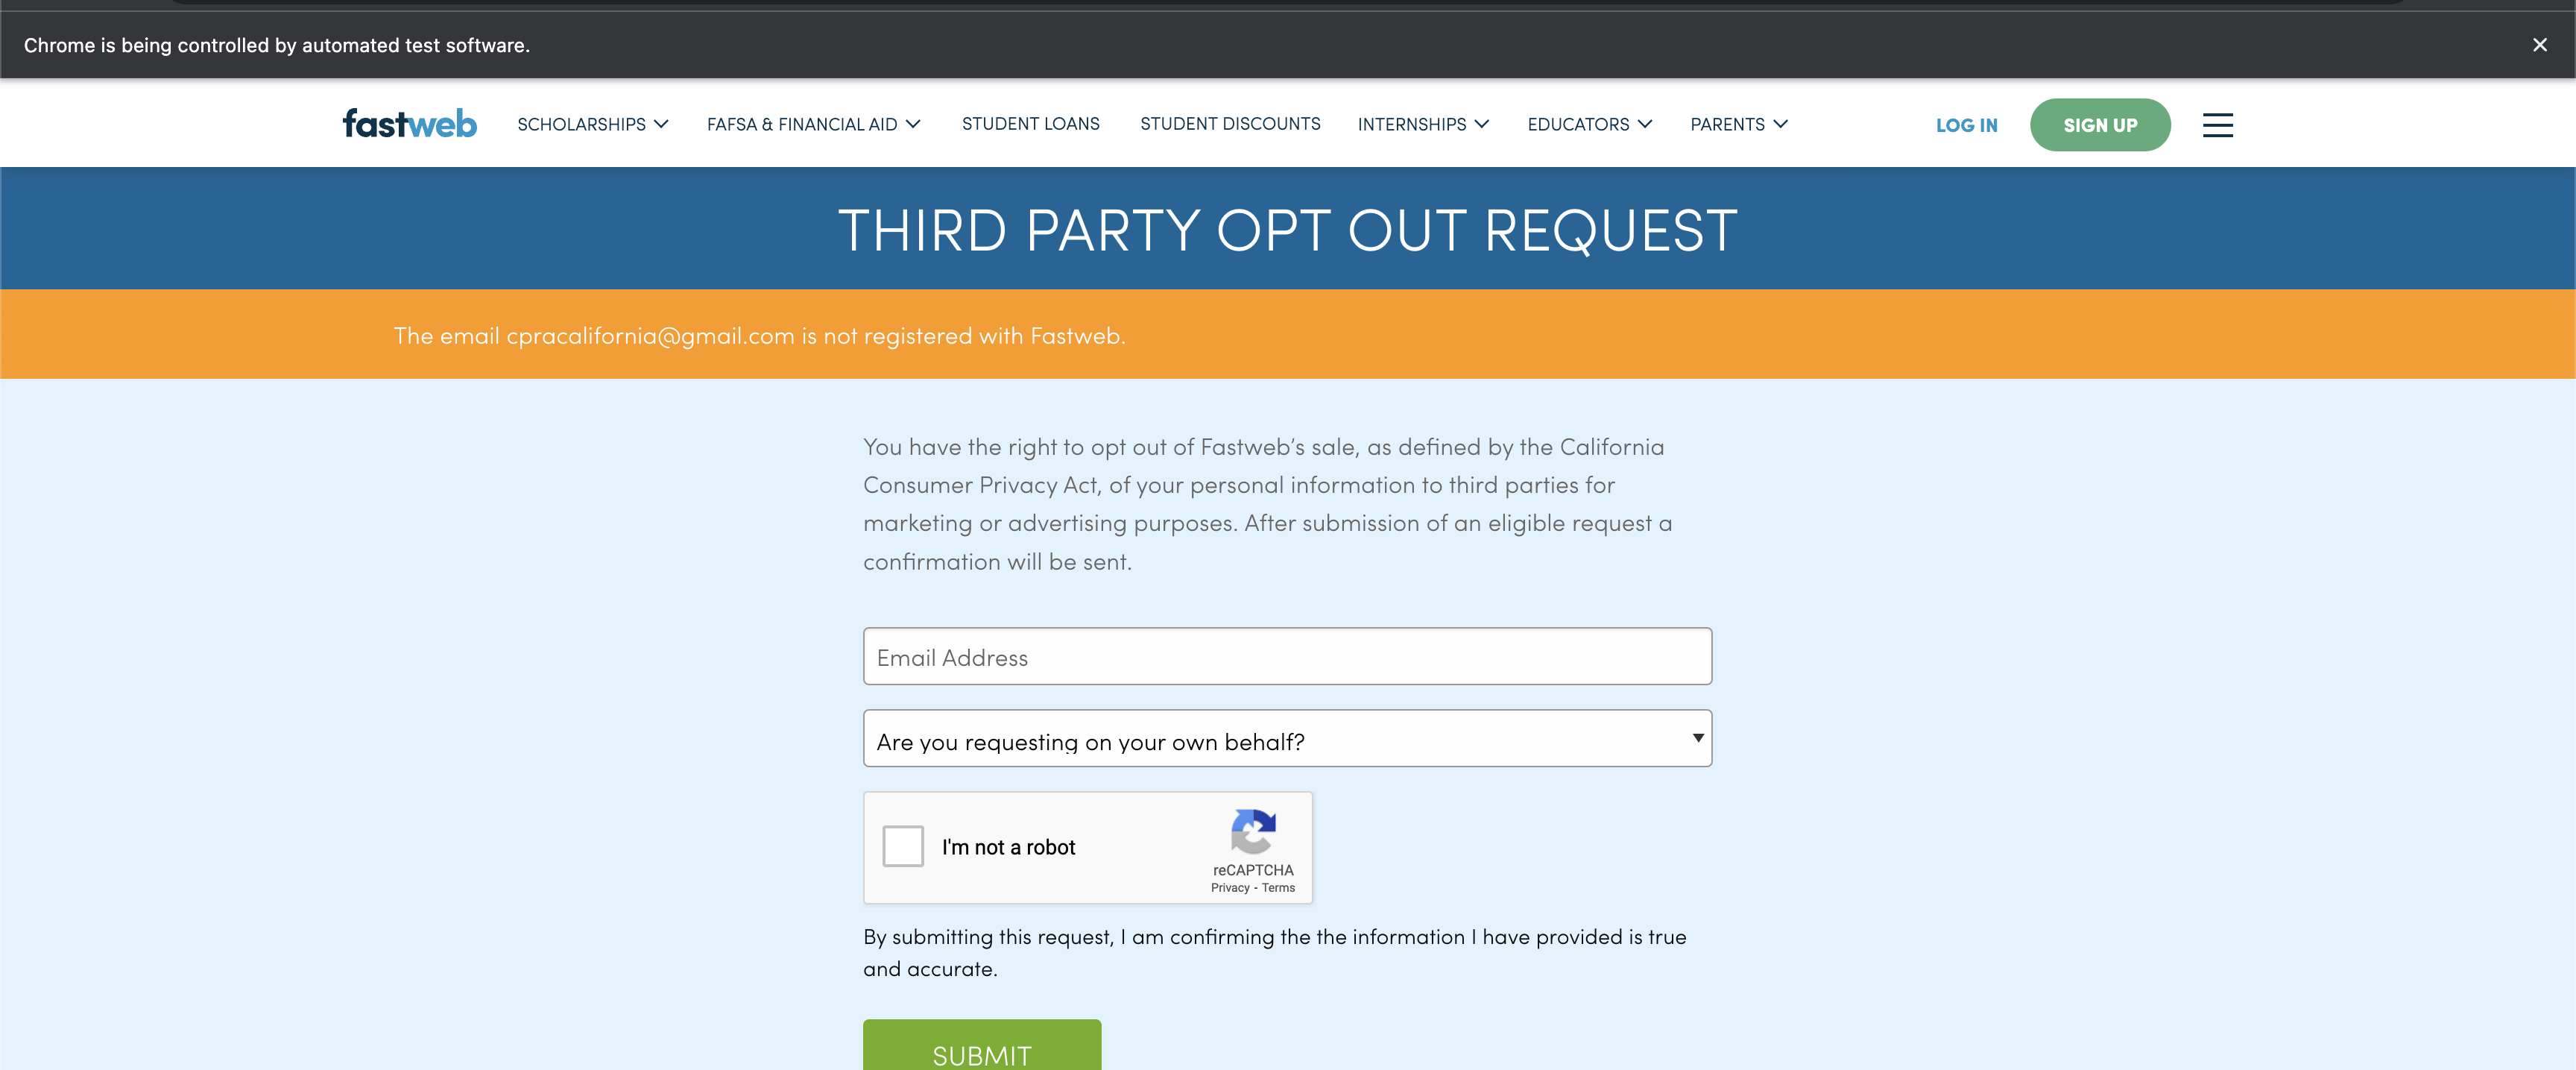 Chrome is being controlled by automated test software.
fastweb SCHOLARSHIPS FAFSA & FINANCIAL AID STUDENT LOANS STUDENT DISCOUNTS INTERNSHIPS EDUCATORS PARENTS LOG IN SIGN UP
THIRD PARTY OPT OUT REQUEST
The email cpracalifornia@gmail.com is not registered with Fastweb.
You have the right to opt out of Fastweb’s sale, as defined by the California
Consumer Privacy Act, of your personal information to third parties for
marketing or advertising purposes. After submission of an eligible request a
confirmation will be sent.
Email Address
Are you requesting on your own behalf?
I'm not a robot
reCAPTCHA
Privacy - Terms
By submitting this request, I am confirming the the information I have provided is true
and accurate.
SUBMIT